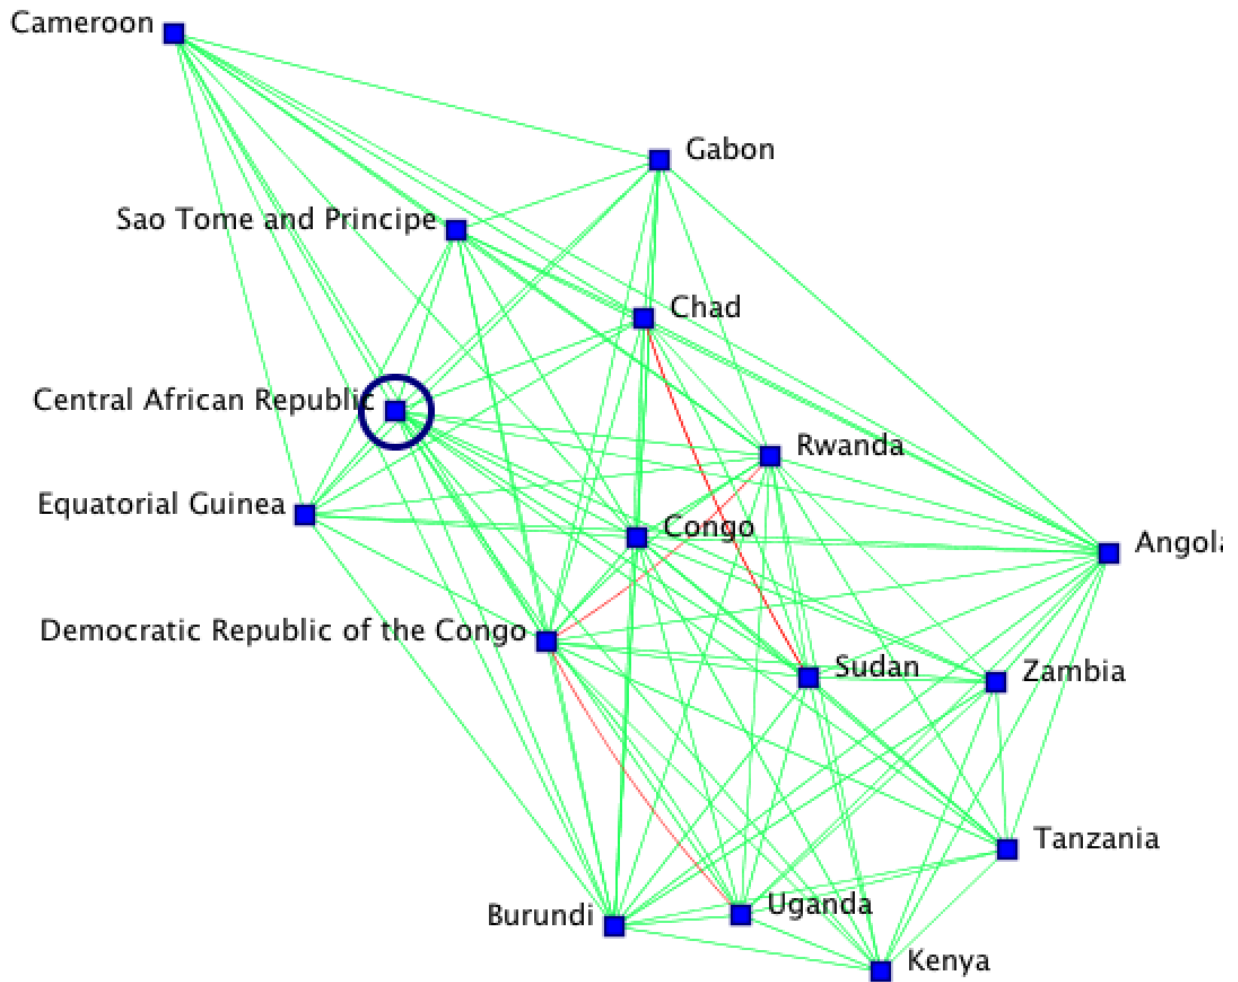 Cameroon
Gabon
Sao Tome and Principe
Chad
Central African Republic
Rwanda
Equatorial Guinea
Congo
Angola
Democratic Republic of the Congo
Sudan
Zambia
Tanzania
Uganda
Burundi
Kenya